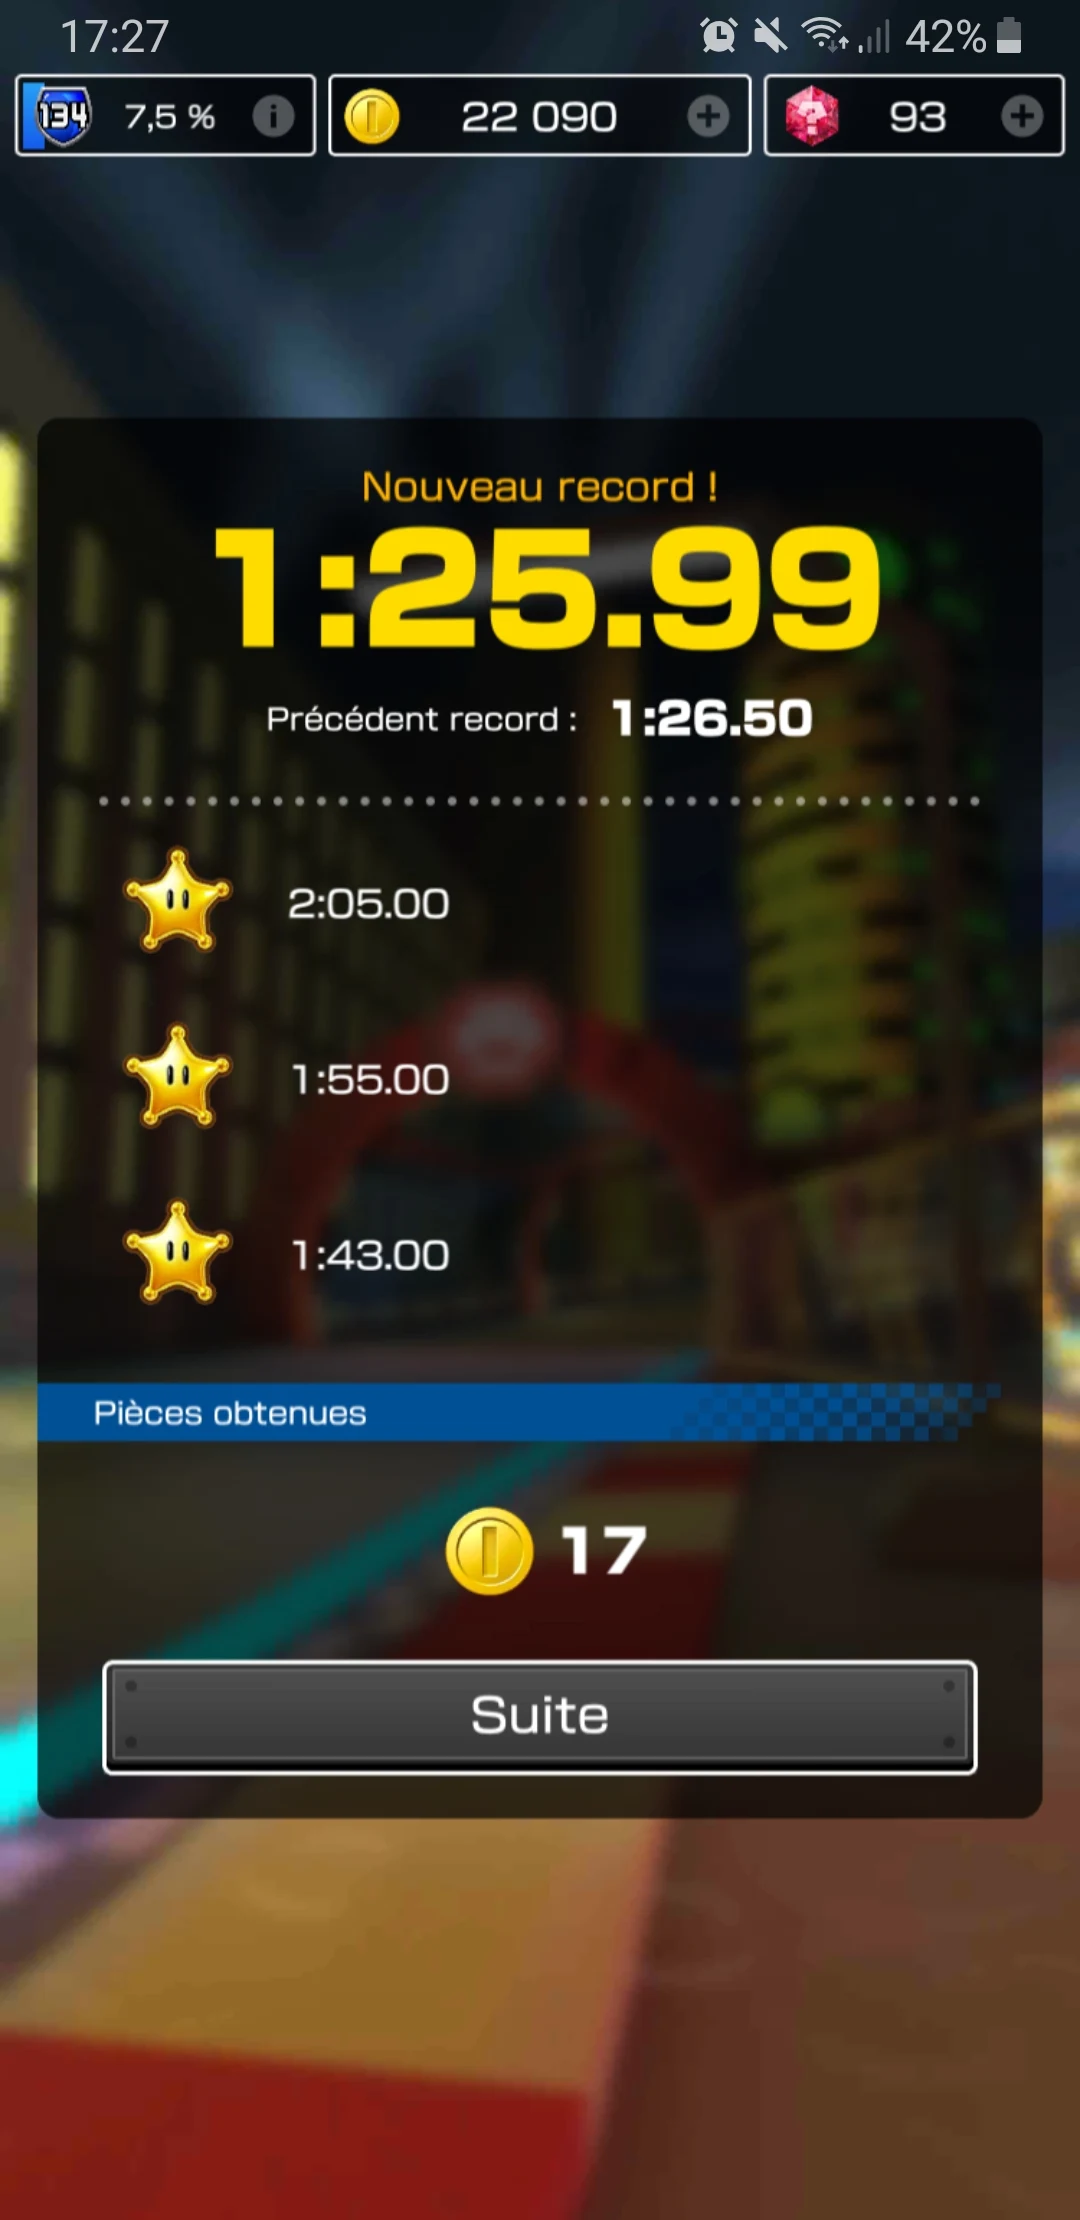 17:27 42%
134 7,5 % i 22 090 + ? 93 +
Nouveau record !
1:25.99
Précédent record : 1:26.50
2:05.00
1:55.00
1:43.00
Pièces obtenues
17
Suite